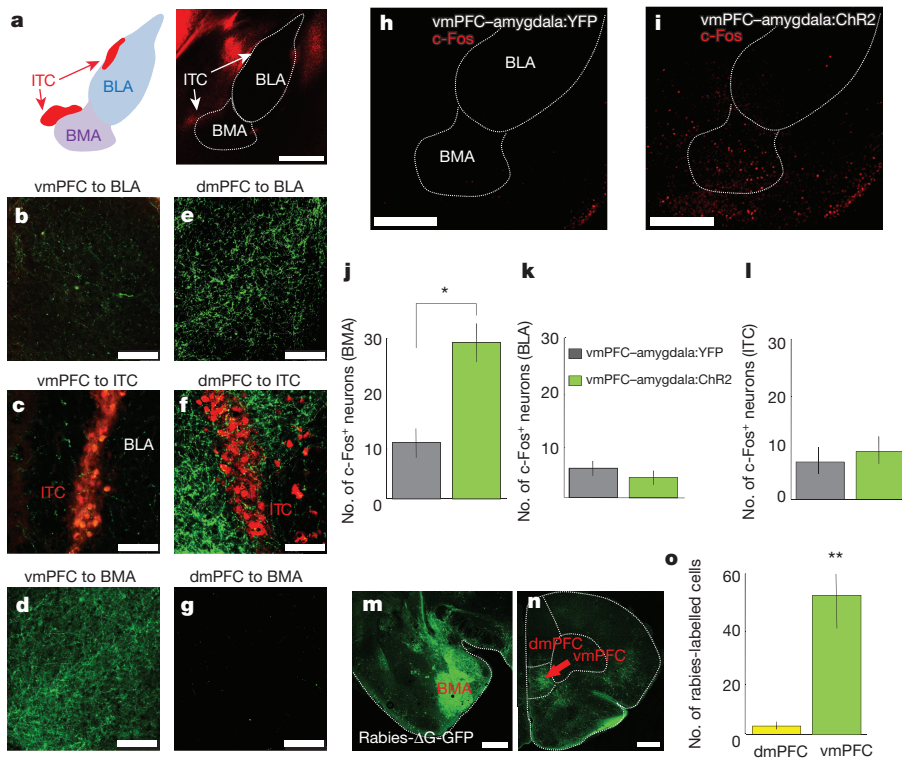 a
ITC
BLA
BMA
ITC
BLA
BMA
h
vmPFC–amygdala:YFP
c-Fos
BLA
BMA
i
vmPFC–amygdala:ChR2
c-Fos
vmPFC to BLA
b
dmPFC to BLA
e
vmPFC to ITC
c
BLA
ITC
dmPFC to ITC
f
ITC
vmPFC to BMA
d
dmPFC to BMA
g
j
No. of c-Fos+ neurons (BMA)
30
20
10
0
*
k
No. of c-Fos+ neurons (BLA)
30
20
10
0
vmPFC–amygdala:YFP
vmPFC–amygdala:ChR2
l
No. of c-Fos+ neurons (ITC)
30
20
10
0
m
BMA
Rabies-ΔG-GFP
n
dmPFC
vmPFC
o
No. of rabies-labelled cells
60
40
20
0
**
dmPFC
vmPFC